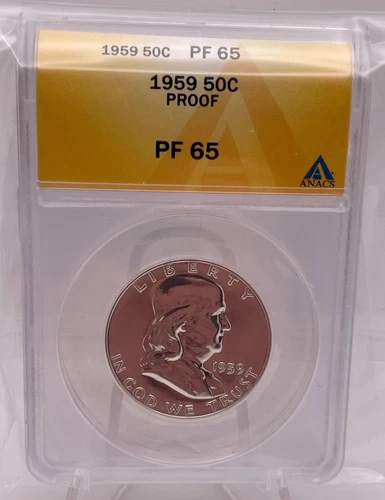 1959 50C PF 65
1959 50C
PROOF
PF 65
ANACS
LIBERTY
1959
IN GOD WE TRUST